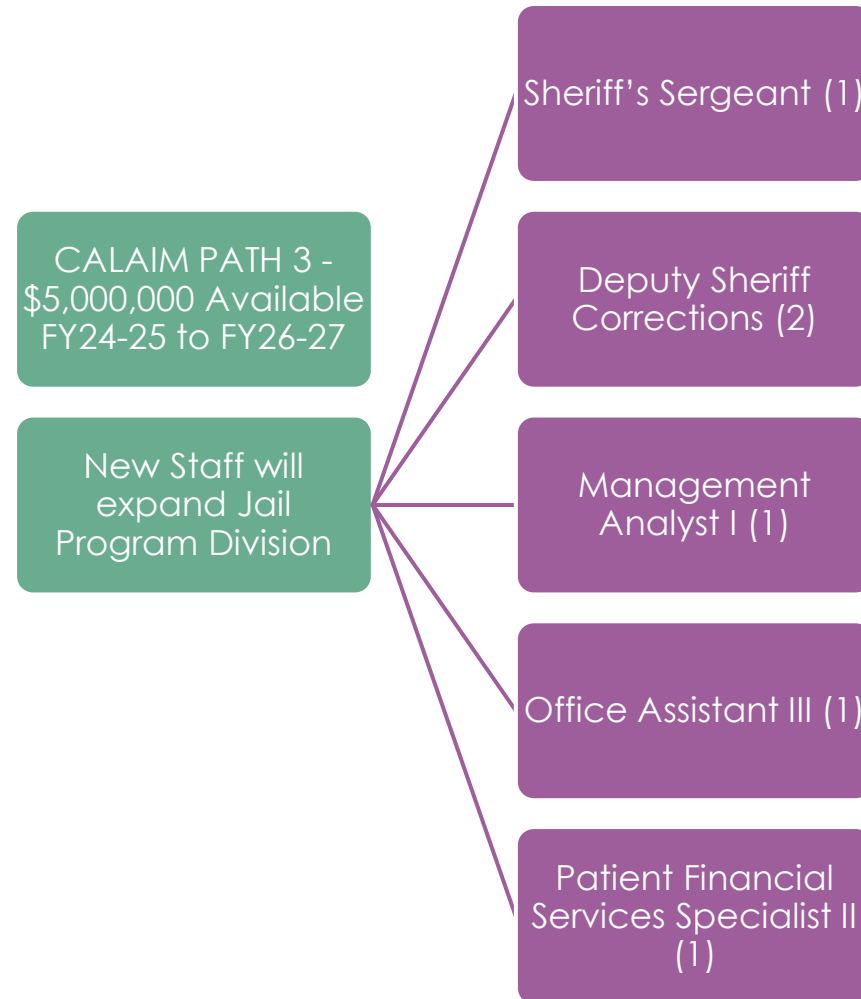 CALAIM PATH 3 -
$5,000,000 Available
FY24-25 to FY26-27
New Staff will
expand Jail
Program Division
Sheriff’s Sergeant (1)
Deputy Sheriff
Corrections (2)
Management
Analyst I (1)
Office Assistant III (1)
Patient Financial
Services Specialist II
(1)